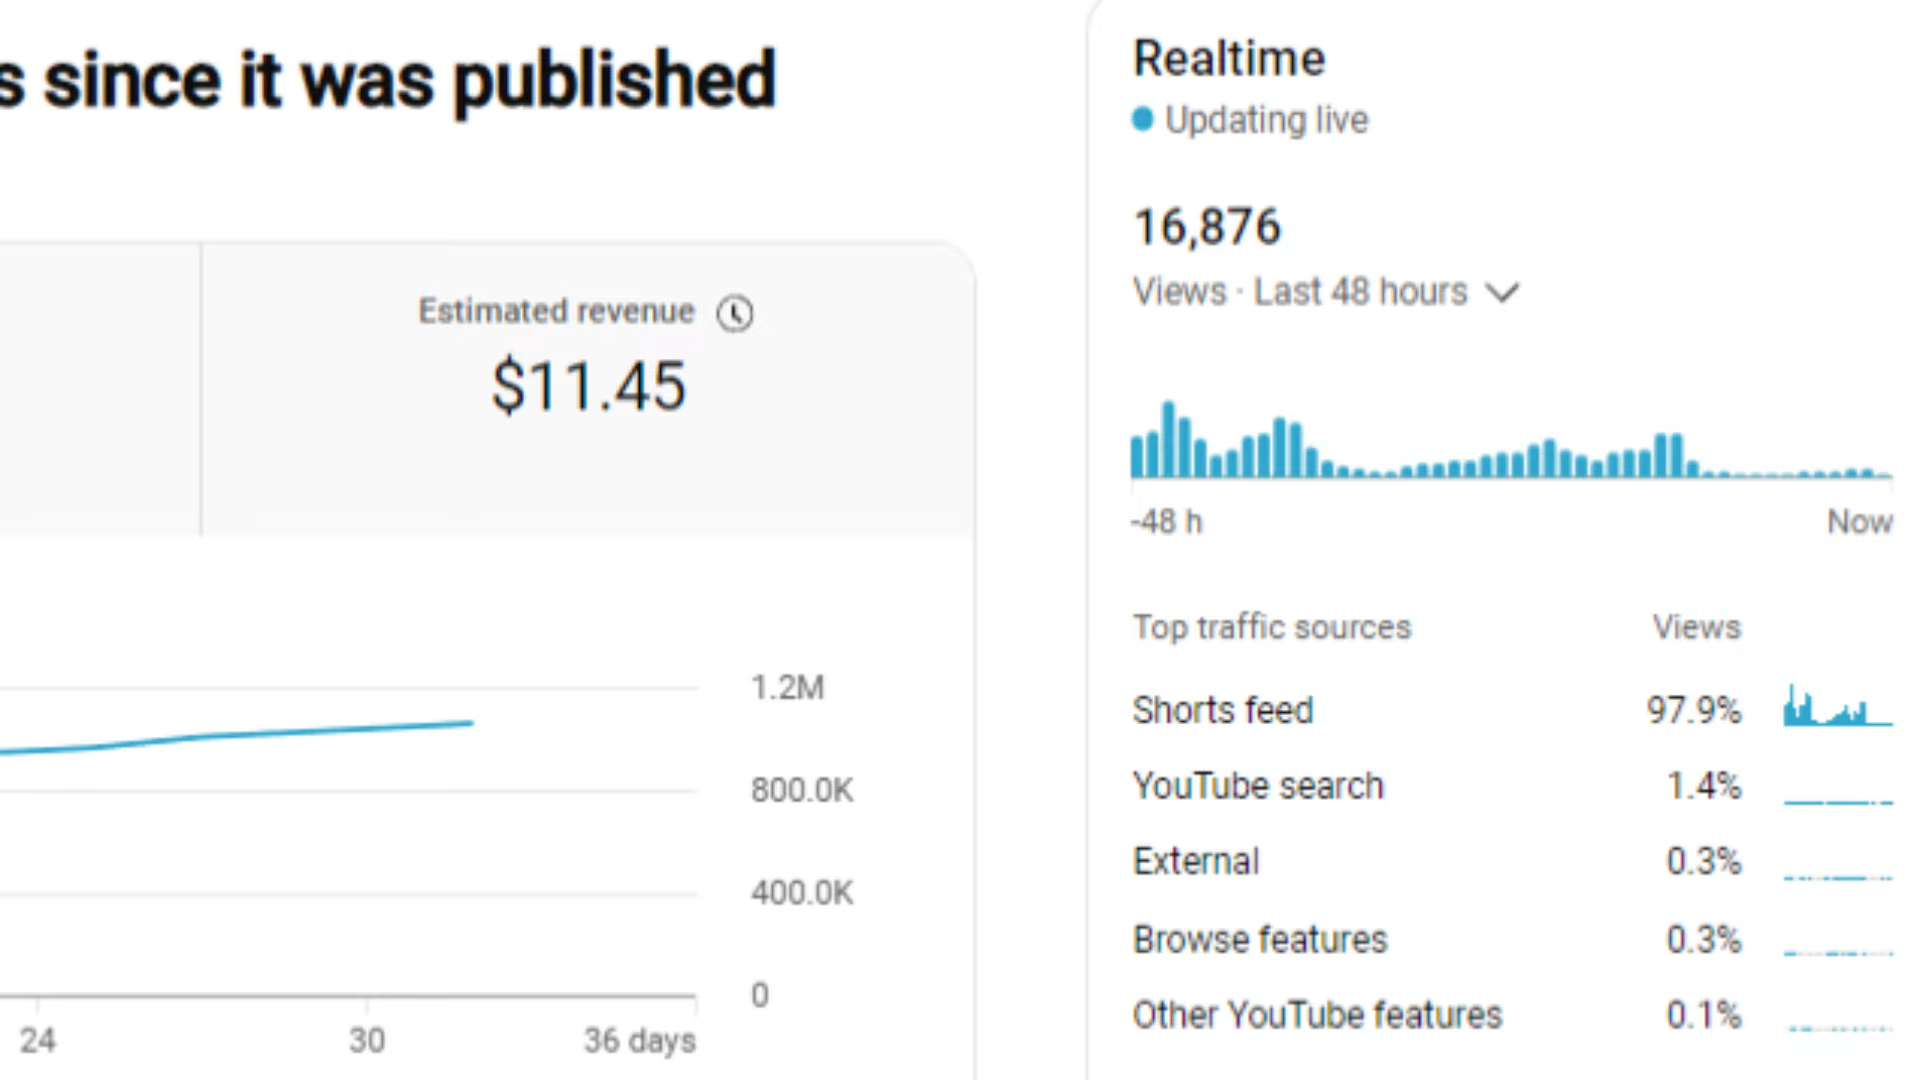 s since it was published
Estimated revenue
$11.45
1.2M
800.0K
400.0K
0
24
30
36 days
Realtime
Updating live
16,876
Views · Last 48 hours
-48 h
Now
Top traffic sources Views
Shorts feed 97.9%
YouTube search 1.4%
External 0.3%
Browse features 0.3%
Other YouTube features 0.1%